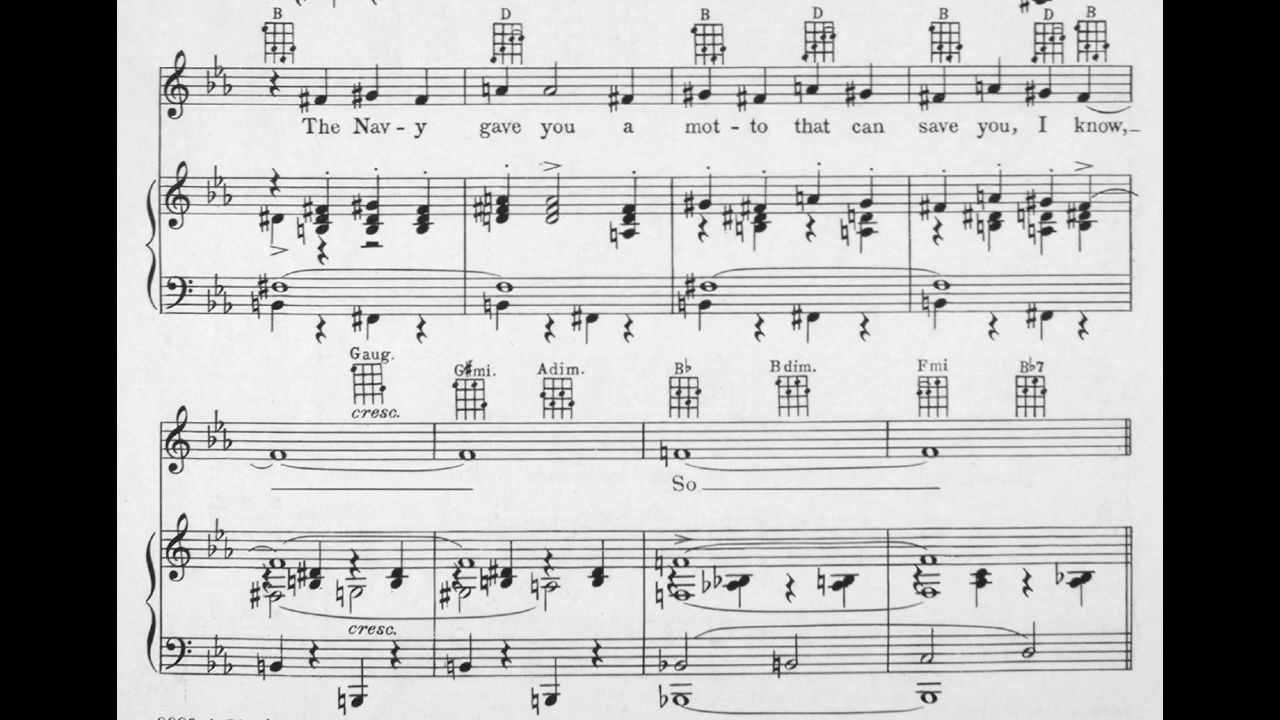 B D B D B D B
The Nav - y gave you a mot - to that can save you, I know,
Gaug. G#mi. Adim. B♭ Bdim. Fmi B♭7
cresc.
So
cresc.